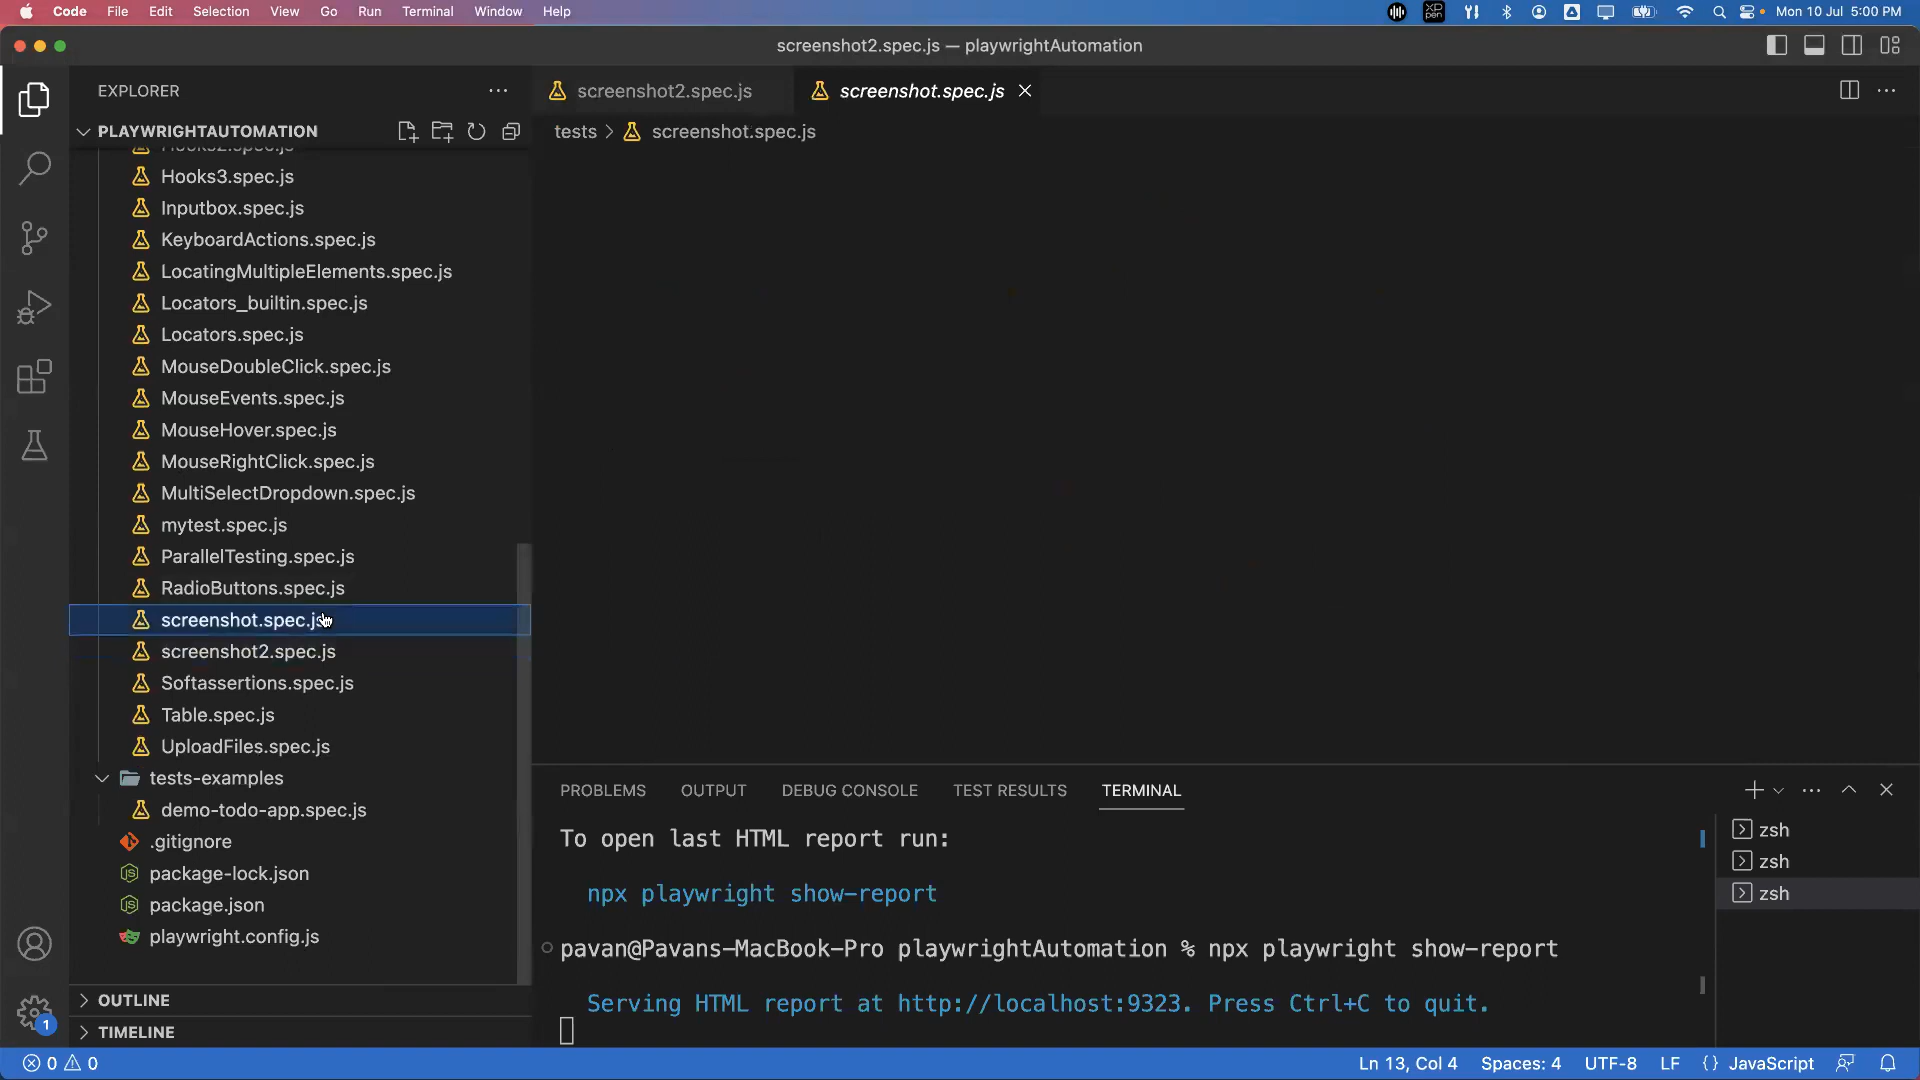 Code File Edit Selection View Go Run Terminal Window Help
XP pen
Mon 10 Jul 5:00 PM
screenshot2.spec.js — playwrightAutomation
EXPLORER
PLAYWRIGHTAUTOMATION
Hooks2.spec.js
Hooks3.spec.js
Inputbox.spec.js
KeyboardActions.spec.js
LocatingMultipleElements.spec.js
Locators_builtin.spec.js
Locators.spec.js
MouseDoubleClick.spec.js
MouseEvents.spec.js
MouseHover.spec.js
MouseRightClick.spec.js
MultiSelectDropdown.spec.js
mytest.spec.js
ParallelTesting.spec.js
RadioButtons.spec.js
screenshot.spec.js
screenshot2.spec.js
Softassertions.spec.js
Table.spec.js
UploadFiles.spec.js
tests-examples
demo-todo-app.spec.js
.gitignore
package-lock.json
package.json
playwright.config.js
OUTLINE
TIMELINE
1
screenshot2.spec.js
screenshot.spec.js
tests > screenshot.spec.js
PROBLEMS OUTPUT DEBUG CONSOLE TEST RESULTS TERMINAL
To open last HTML report run:
npx playwright show-report
pavan@Pavans-MacBook-Pro playwrightAutomation % npx playwright show-report
Serving HTML report at http://localhost:9323. Press Ctrl+C to quit.
zsh
zsh
zsh
0 0
Ln 13, Col 4 Spaces: 4 UTF-8 LF {} JavaScript